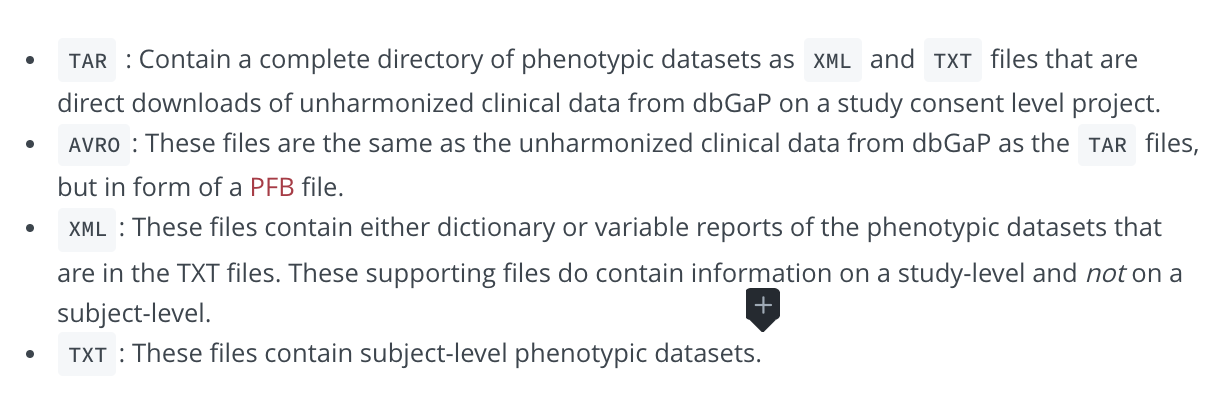 • TAR : Contain a complete directory of phenotypic datasets as XML and TXT files that are
direct downloads of unharmonized clinical data from dbGaP on a study consent level project.
• AVRO : These files are the same as the unharmonized clinical data from dbGaP as the TAR files,
but in form of a PFB file.
• XML : These files contain either dictionary or variable reports of the phenotypic datasets that
are in the TXT files. These supporting files do contain information on a study-level and not on a
subject-level.
• TXT : These files contain subject-level phenotypic datasets.